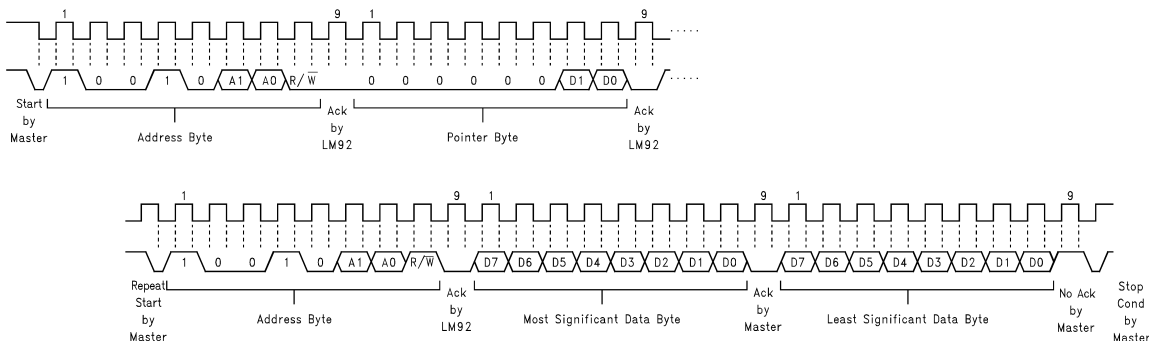 1 9 1 9
1 0 0 1 0 A1 A0 R/W̅ 0 0 0 0 0 0 D1 D0
Start by Master
Address Byte
Ack by LM92
Pointer Byte
Ack by LM92
1 9 1 9 1 9
1 0 0 1 0 A1 A0 R/W̅ D7 D6 D5 D4 D3 D2 D1 D0 D7 D6 D5 D4 D3 D2 D1 D0
Repeat Start by Master
Address Byte
Ack by LM92
Most Significant Data Byte
Ack by Master
Least Significant Data Byte
No Ack by Master
Stop Cond by Master